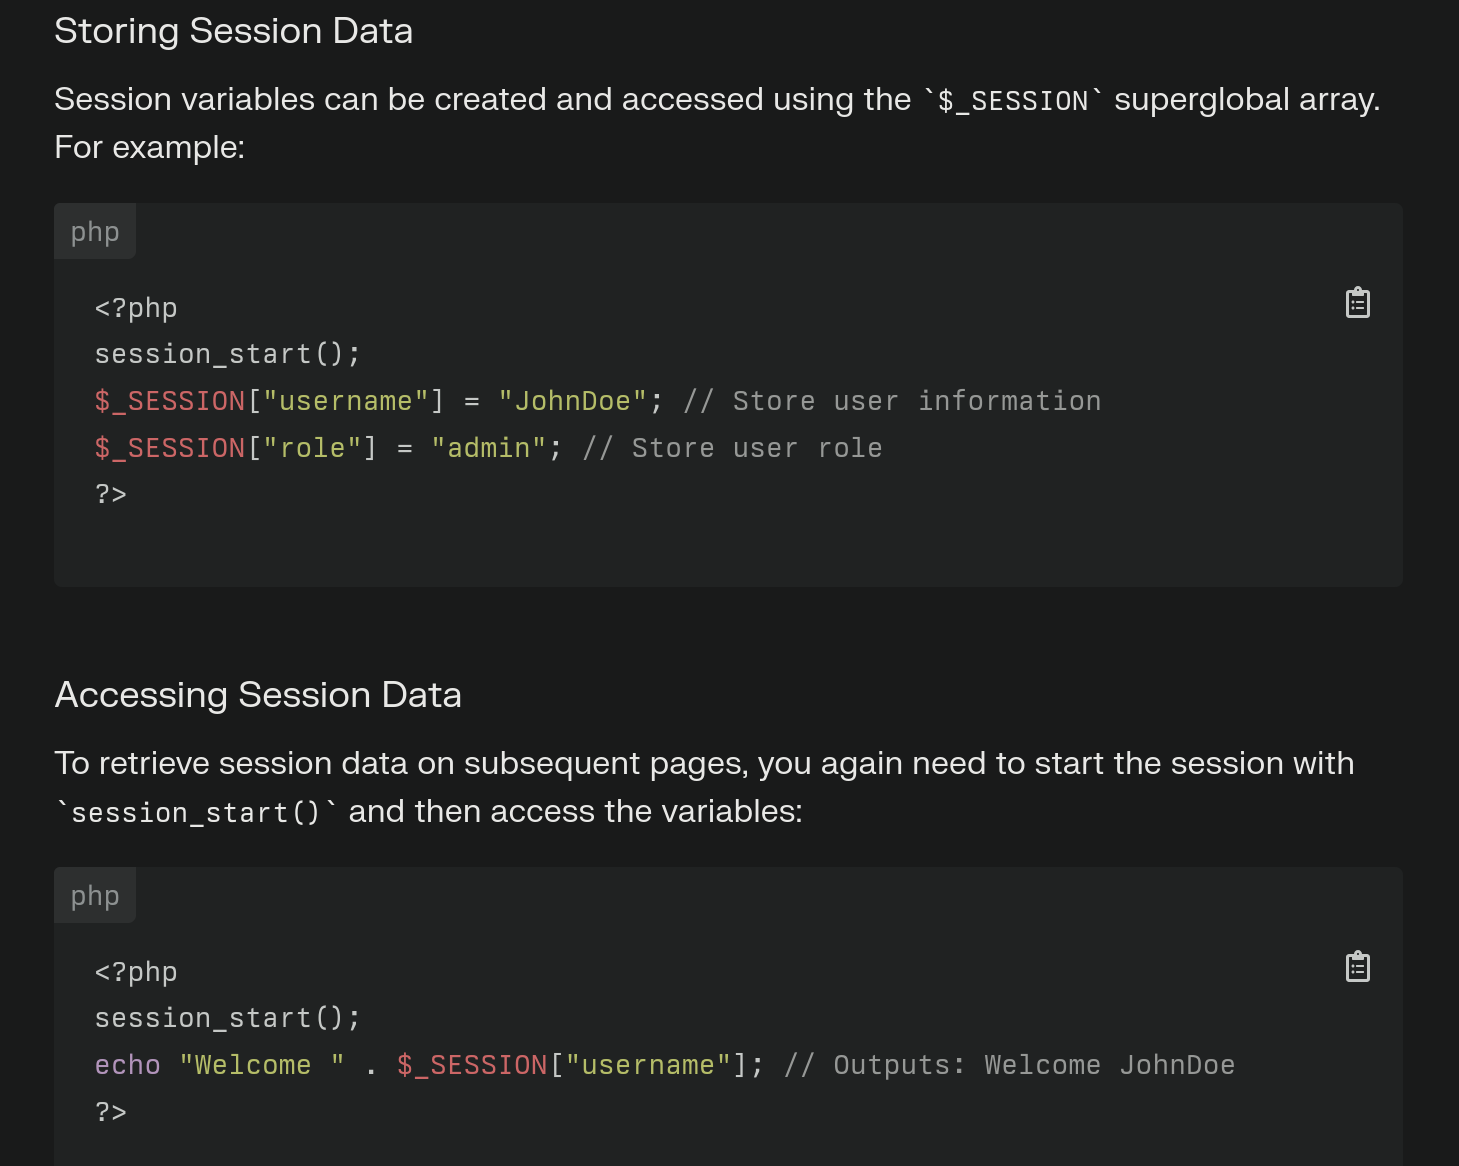 Storing Session Data
Session variables can be created and accessed using the `$_SESSION` superglobal array.
For example:
php
<?php
session_start();
$_SESSION["username"] = "JohnDoe"; // Store user information
$_SESSION["role"] = "admin"; // Store user role
?>
Accessing Session Data
To retrieve session data on subsequent pages, you again need to start the session with
`session_start()` and then access the variables:
php
<?php
session_start();
echo "Welcome " . $_SESSION["username"]; // Outputs: Welcome JohnDoe
?>